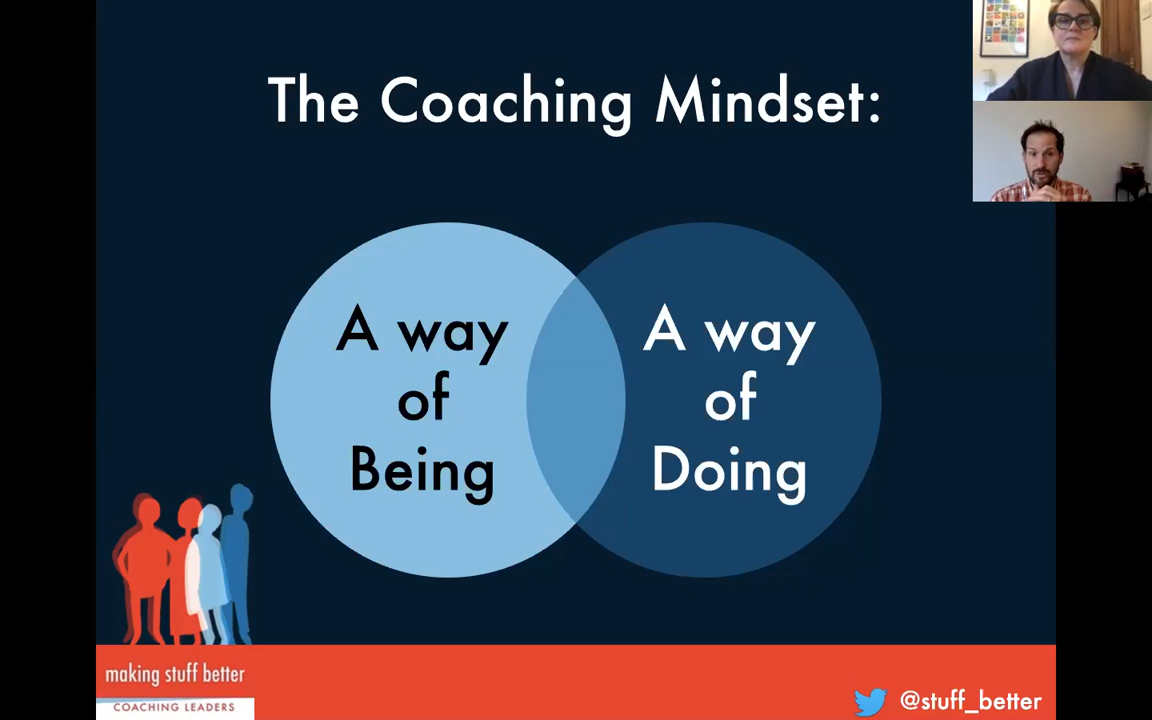 The Coaching Mindset:
A way
of
Being
A way
of
Doing
making stuff better
COACHING LEADERS
@stuff_better